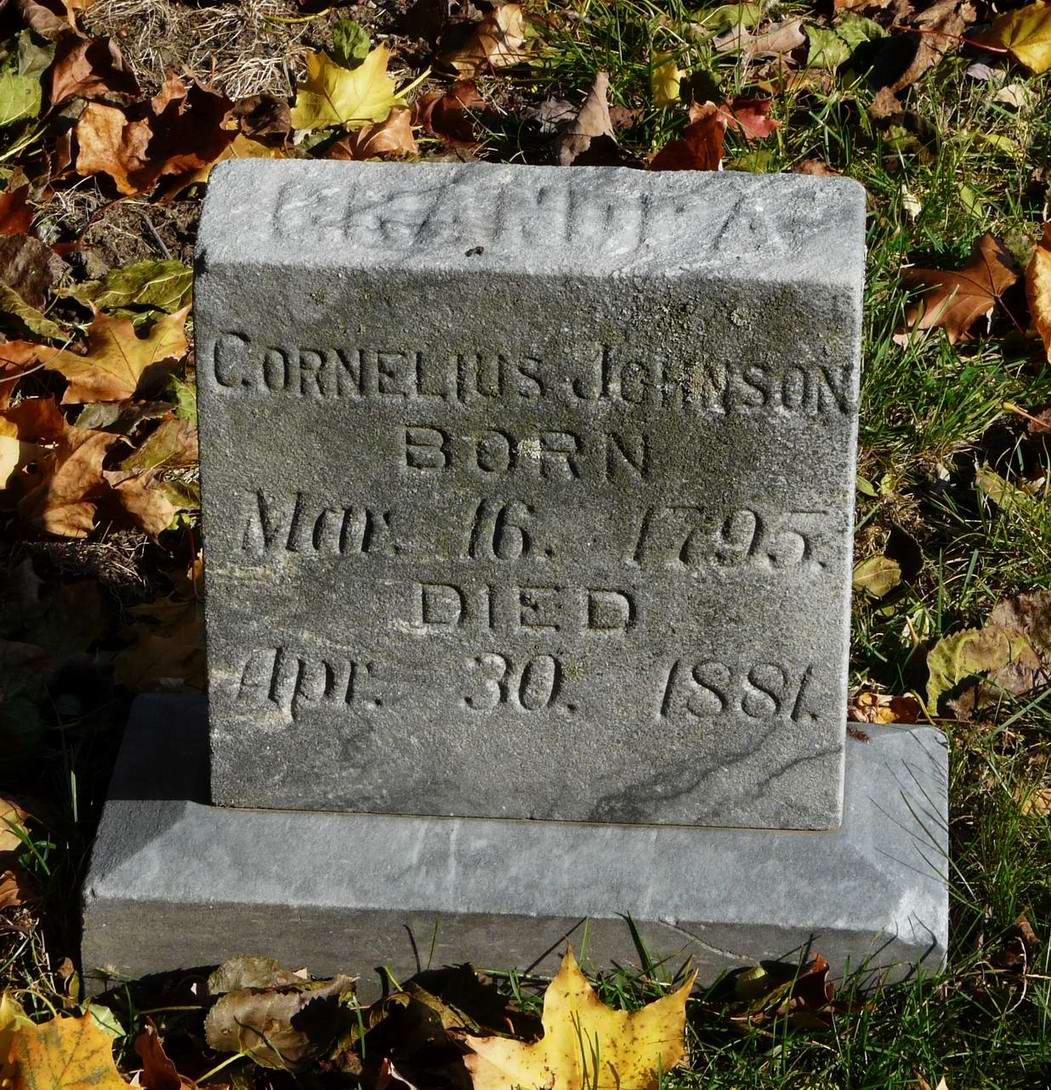 GRANDPA
CORNELIUS JOHNSON
BORN
Mar. 16. 1795.
DIED
Apr. 30. 1881.